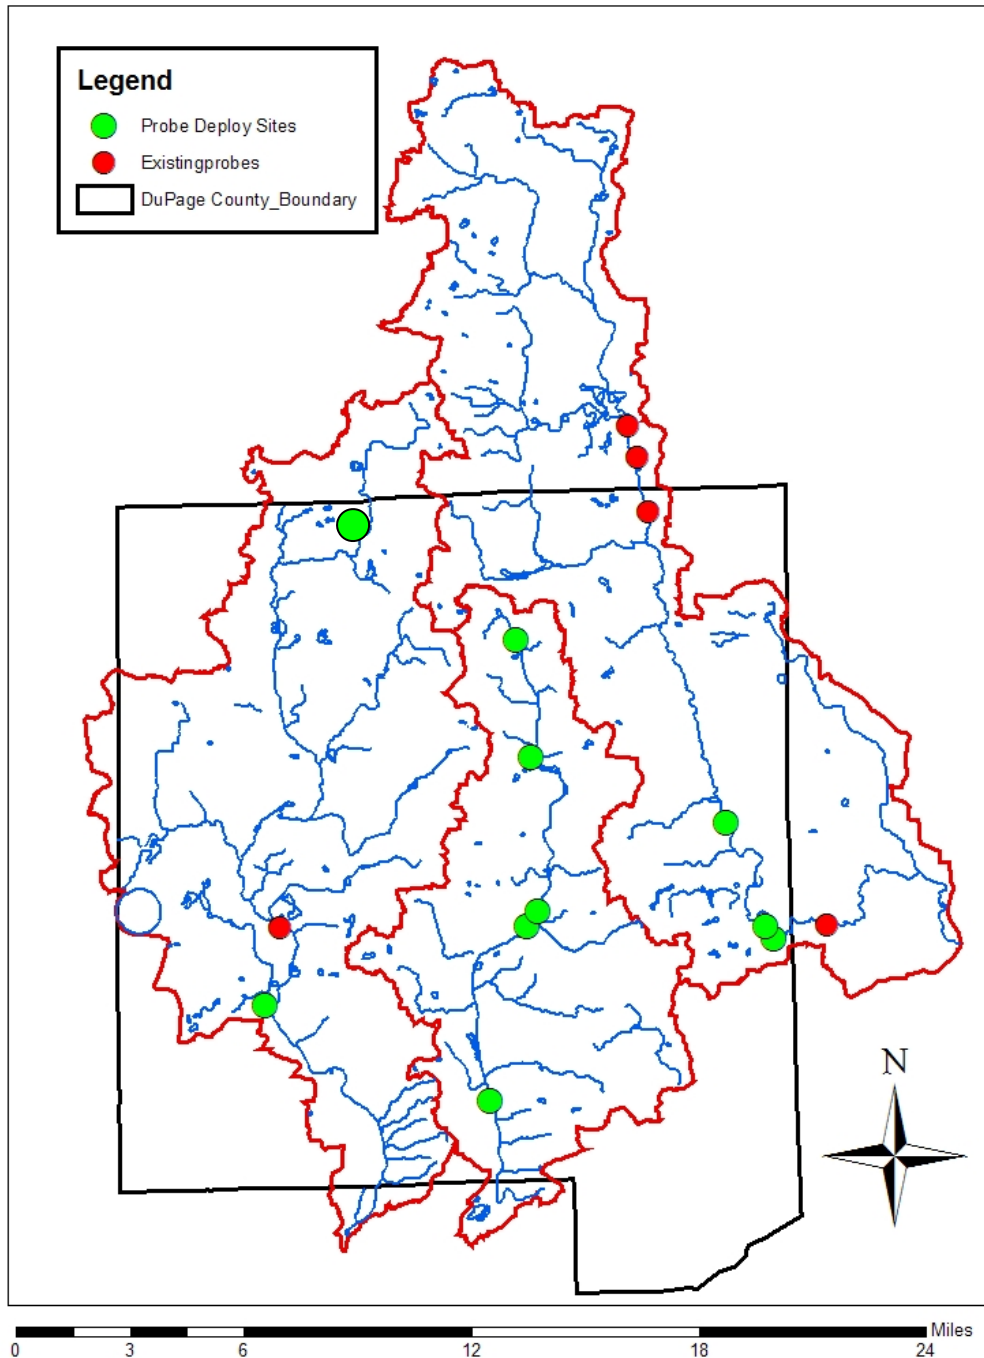 Legend
Probe Deploy Sites
Existingprobes
DuPage County_Boundary
N
Miles
0 3 6 12 18 24